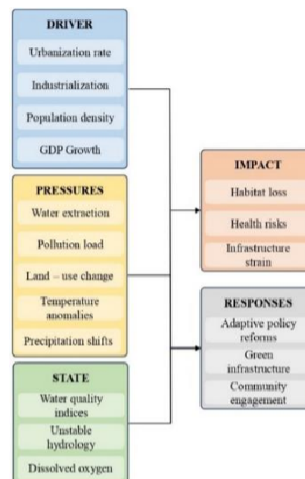 DRIVER
Urbanization rate
Industrialization
Population density
GDP Growth
PRESSURES
Water extraction
Pollution load
Land – use change
Temperature
anomalies
Precipitation shifts
STATE
Water quality
indices
Unstable
hydrology
Dissolved oxygen
IMPACT
Habitat loss
Health risks
Infrastructure
strain
RESPONSES
Adaptive policy
reforms
Green
infrastructure
Community
engagement